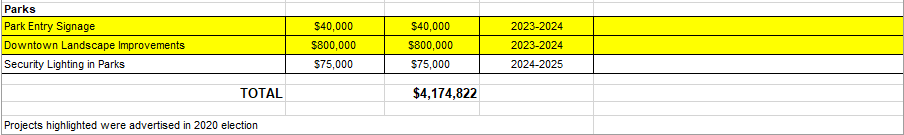 Parks
Park Entry Signage $40,000 $40,000 2023-2024
Downtown Landscape Improvements $800,000 $800,000 2023-2024
Security Lighting in Parks $75,000 $75,000 2024-2025
TOTAL $4,174,822
Projects highlighted were advertised in 2020 election